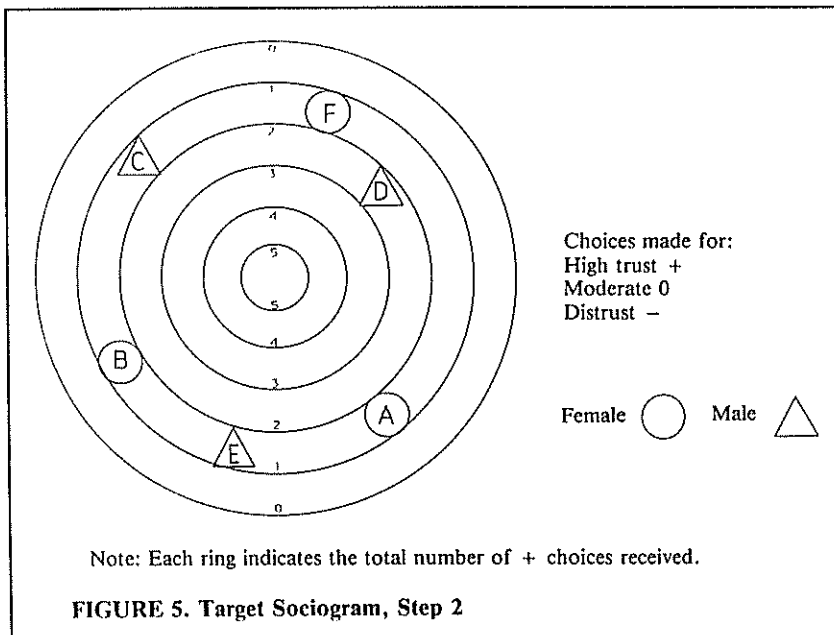 0
1
F
2
C
3
D
4
5
5
4
B
3
A
2
E
1
0
Choices made for:
High trust +
Moderate 0
Distrust −
Female
Male
Note: Each ring indicates the total number of + choices received.
FIGURE 5. Target Sociogram, Step 2